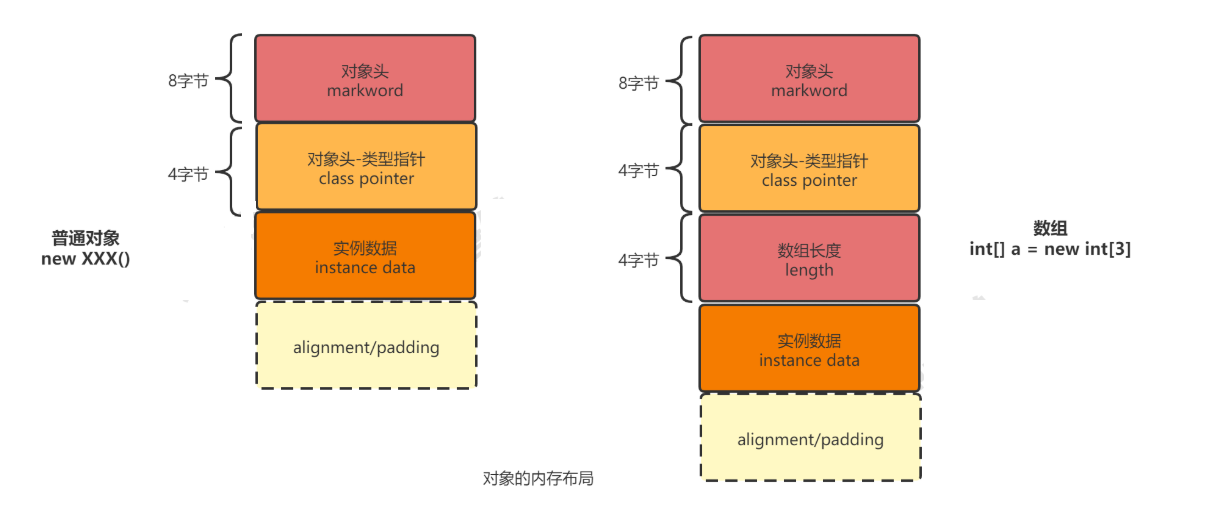 对象头
markword
8字节
对象头-类型指针
class pointer
4字节
普通对象
new XXX()
实例数据
instance data
alignment/padding
对象头
markword
8字节
对象头-类型指针
class pointer
4字节
数组长度
length
4字节
数组
int[] a = new int[3]
实例数据
instance data
alignment/padding
对象的内存布局